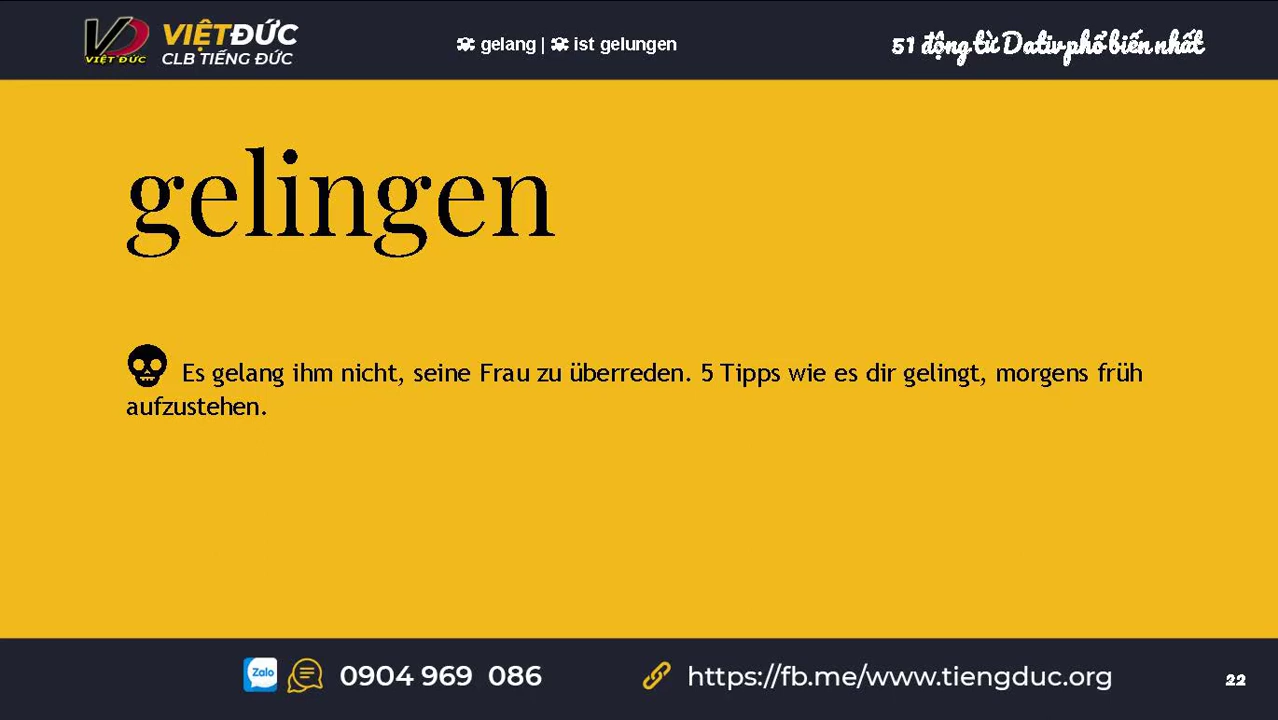 VIỆT ĐỨC
VIỆTĐỨC
CLB TIẾNG ĐỨC
gelang | ist gelungen
51 động từ Dativ phổ biến nhất
gelingen
Es gelang ihm nicht, seine Frau zu überreden. 5 Tipps wie es dir gelingt, morgens früh
aufzustehen.
Zalo
0904 969 086
https://fb.me/www.tiengduc.org
22